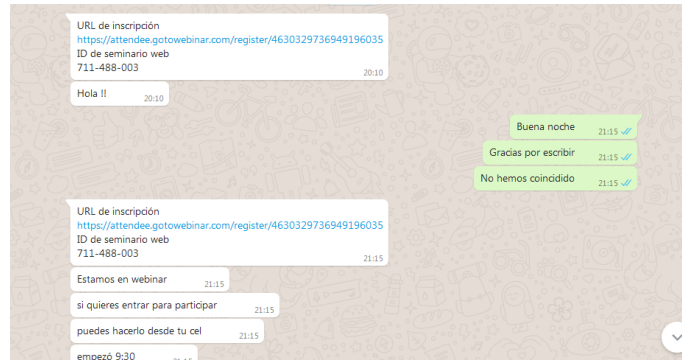 URL de inscripción
https://attendee.gotowebinar.com/register/4630329736949196035
ID de seminario web
711-488-003
20:10
Hola !!
20:10
Buena noche
21:15
Gracias por escribir
21:15
No hemos coincidido
21:15
URL de inscripción
https://attendee.gotowebinar.com/register/4630329736949196035
ID de seminario web
711-488-003
21:15
Estamos en webinar
21:15
si quieres entrar para participar
21:15
puedes hacerlo desde tu cel
21:15
empezó 9:30